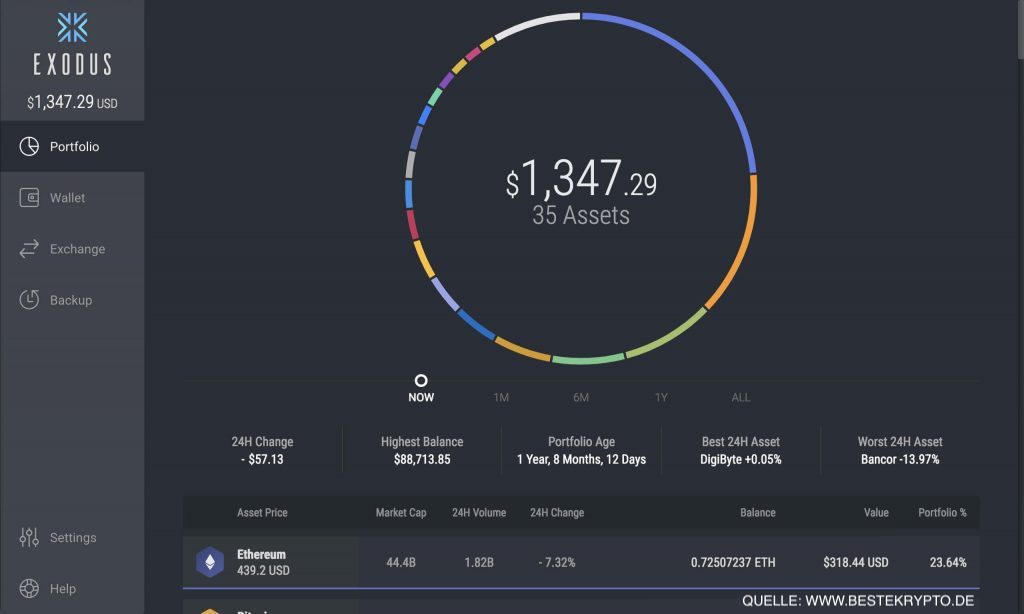 EXODUS
$1,347.29 USD
Portfolio
Wallet
Exchange
Backup
Settings
Help
$1,347.29
35 Assets
NOW 1M 6M 1Y ALL
24H Change Highest Balance Portfolio Age Best 24H Asset Worst 24H Asset
- $57.13 $88,713.85 1 Year, 8 Months, 12 Days DigiByte +0.05% Bancor -13.97%
Asset Price Market Cap 24H Volume 24H Change Balance Value Portfolio %
Ethereum
439.2 USD 44.4B 1.82B - 7.32% 0.72507237 ETH $318.44 USD 23.64%
QUELLE: WWW.BESTEKRYPTO.DE